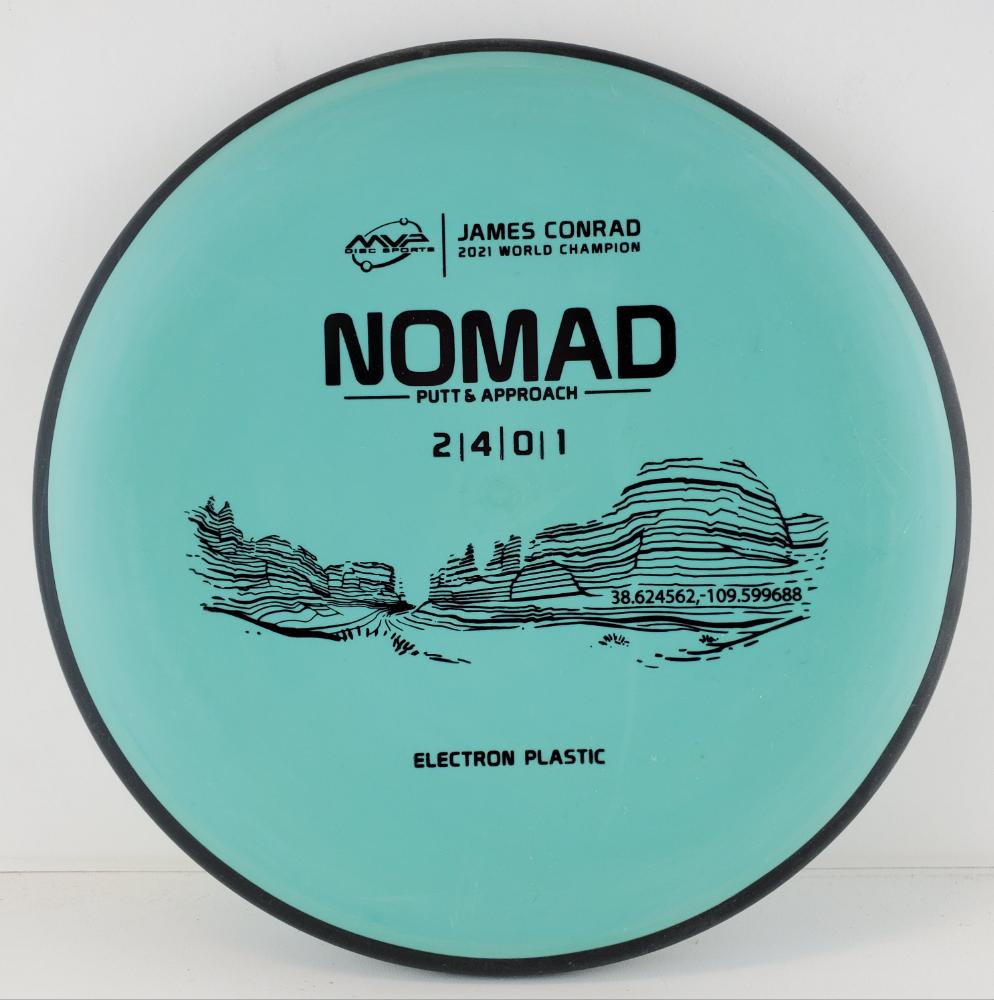 MVP
DISC SPORTS
JAMES CONRAD
2021 WORLD CHAMPION
NOMAD
PUTT & APPROACH
2|4|0|1
38.624562,-109.599688
ELECTRON PLASTIC